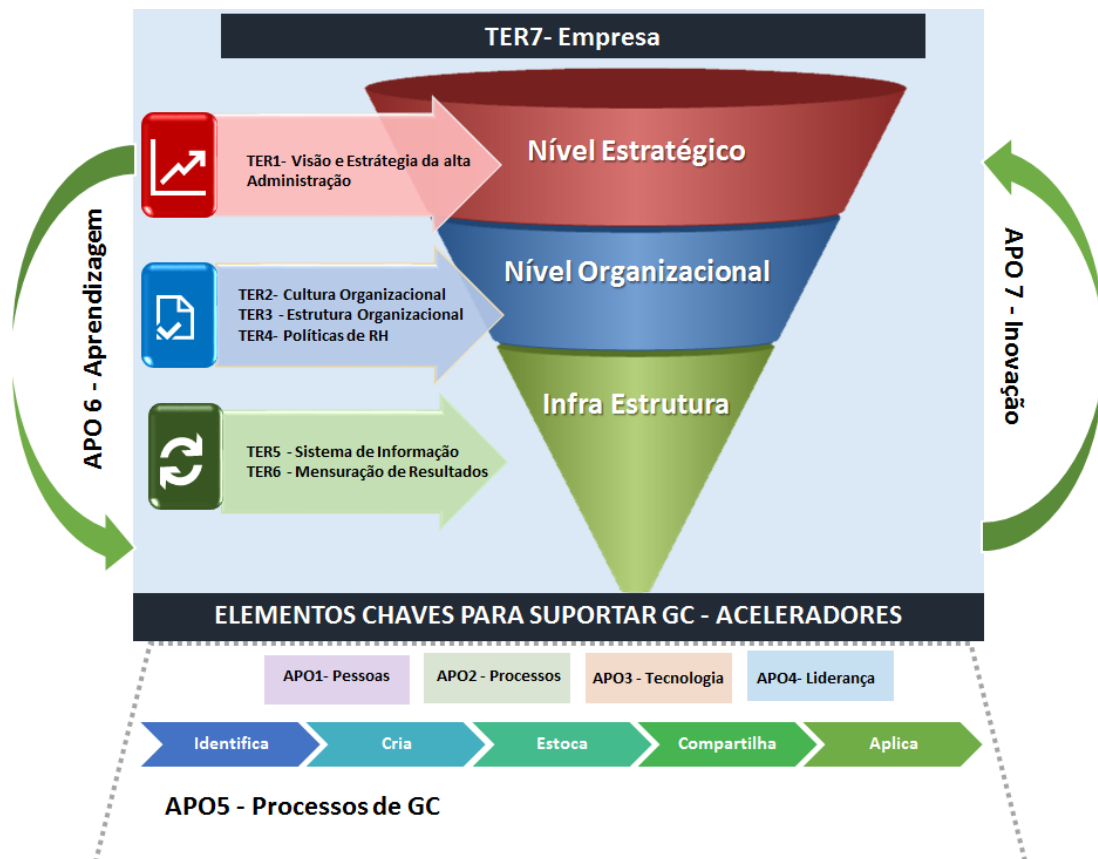 TER7- Empresa
Nível Estratégico
TER1- Visão e Estrátegia da alta
Administração
Nível Organizacional
TER2- Cultura Organizacional
TER3 - Estrutura Organizacional
TER4- Políticas de RH
Infra Estrutura
TER5 - Sistema de Informação
TER6 - Mensuração de Resultados
APO 6 - Aprendizagem
APO 7 - Inovação
ELEMENTOS CHAVES PARA SUPORTAR GC - ACELERADORES
APO1- Pessoas
APO2 - Processos
APO3 - Tecnologia
APO4- Liderança
Identifica
Cria
Estoca
Compartilha
Aplica
APO5 - Processos de GC